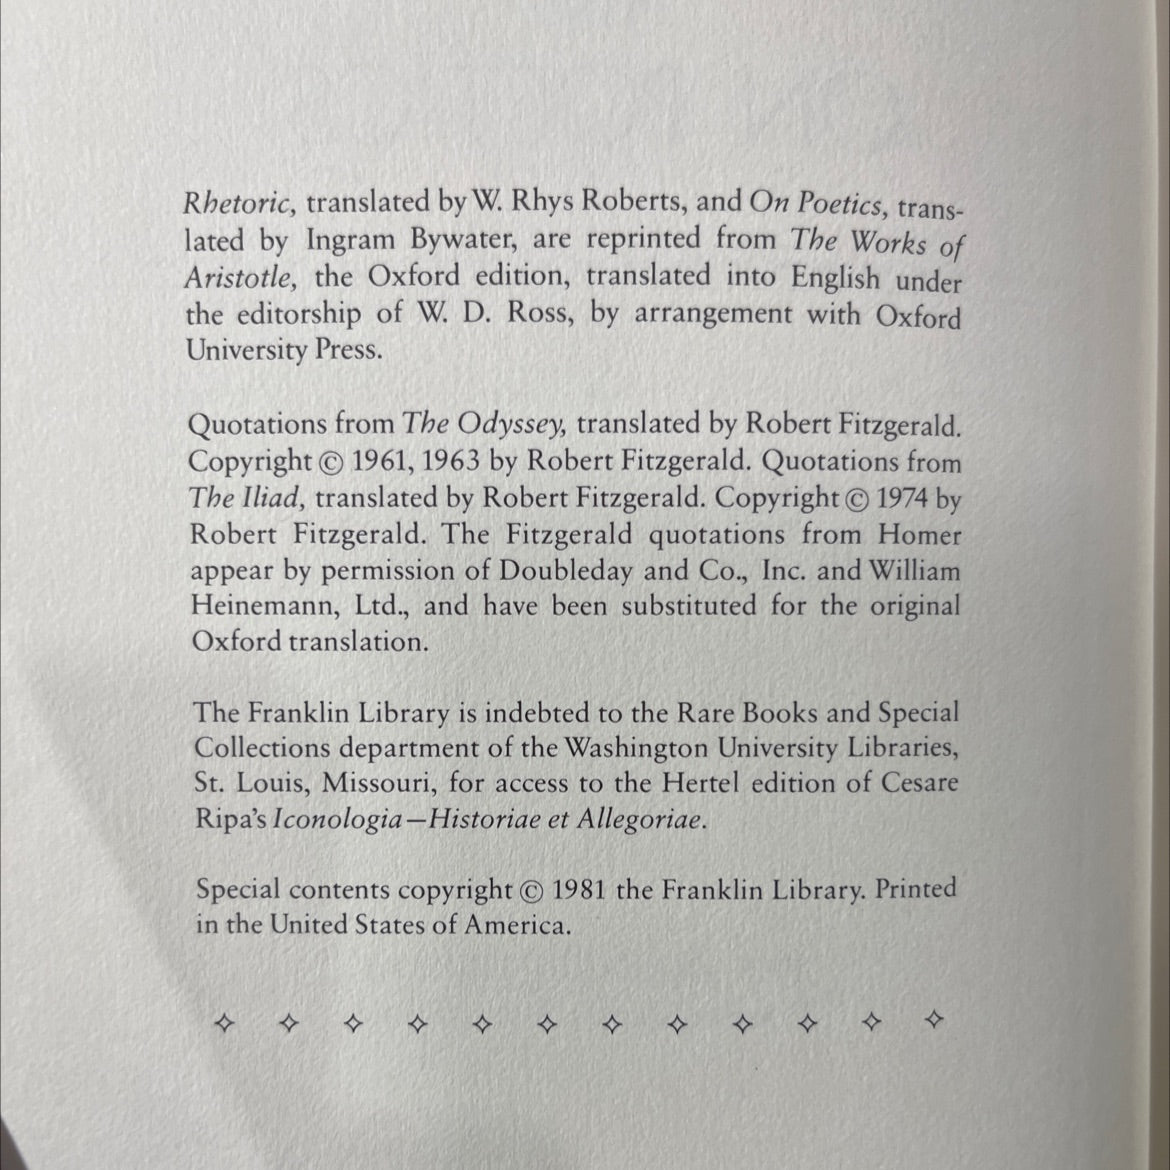 Rhetoric, translated by W. Rhys Roberts, and On Poetics, trans-
lated by Ingram Bywater, are reprinted from The Works of
Aristotle, the Oxford edition, translated into English under
the editorship of W. D. Ross, by arrangement with Oxford
University Press.
Quotations from The Odyssey, translated by Robert Fitzgerald.
Copyright © 1961, 1963 by Robert Fitzgerald. Quotations from
The Iliad, translated by Robert Fitzgerald. Copyright © 1974 by
Robert Fitzgerald. The Fitzgerald quotations from Homer
appear by permission of Doubleday and Co., Inc. and William
Heinemann, Ltd., and have been substituted for the original
Oxford translation.
The Franklin Library is indebted to the Rare Books and Special
Collections department of the Washington University Libraries,
St. Louis, Missouri, for access to the Hertel edition of Cesare
Ripa's Iconologia—Historiae et Allegoriae.
Special contents copyright © 1981 the Franklin Library. Printed
in the United States of America.